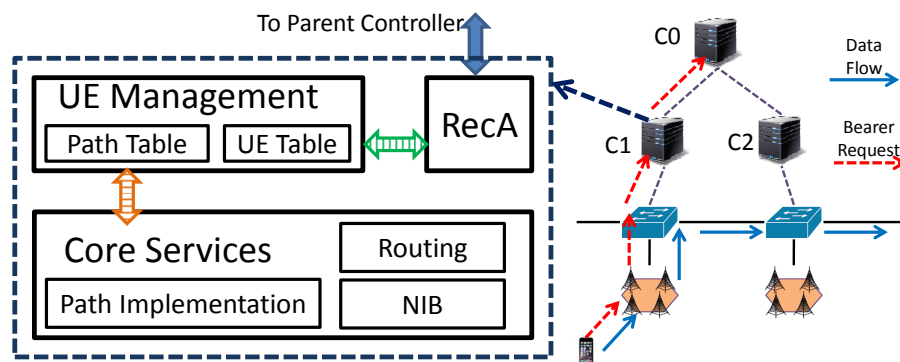 To Parent Controller
UE Management
Path Table
UE Table
RecA
Core Services
Routing
Path Implementation
NIB
C0
C1
C2
Data
Flow
Bearer
Request